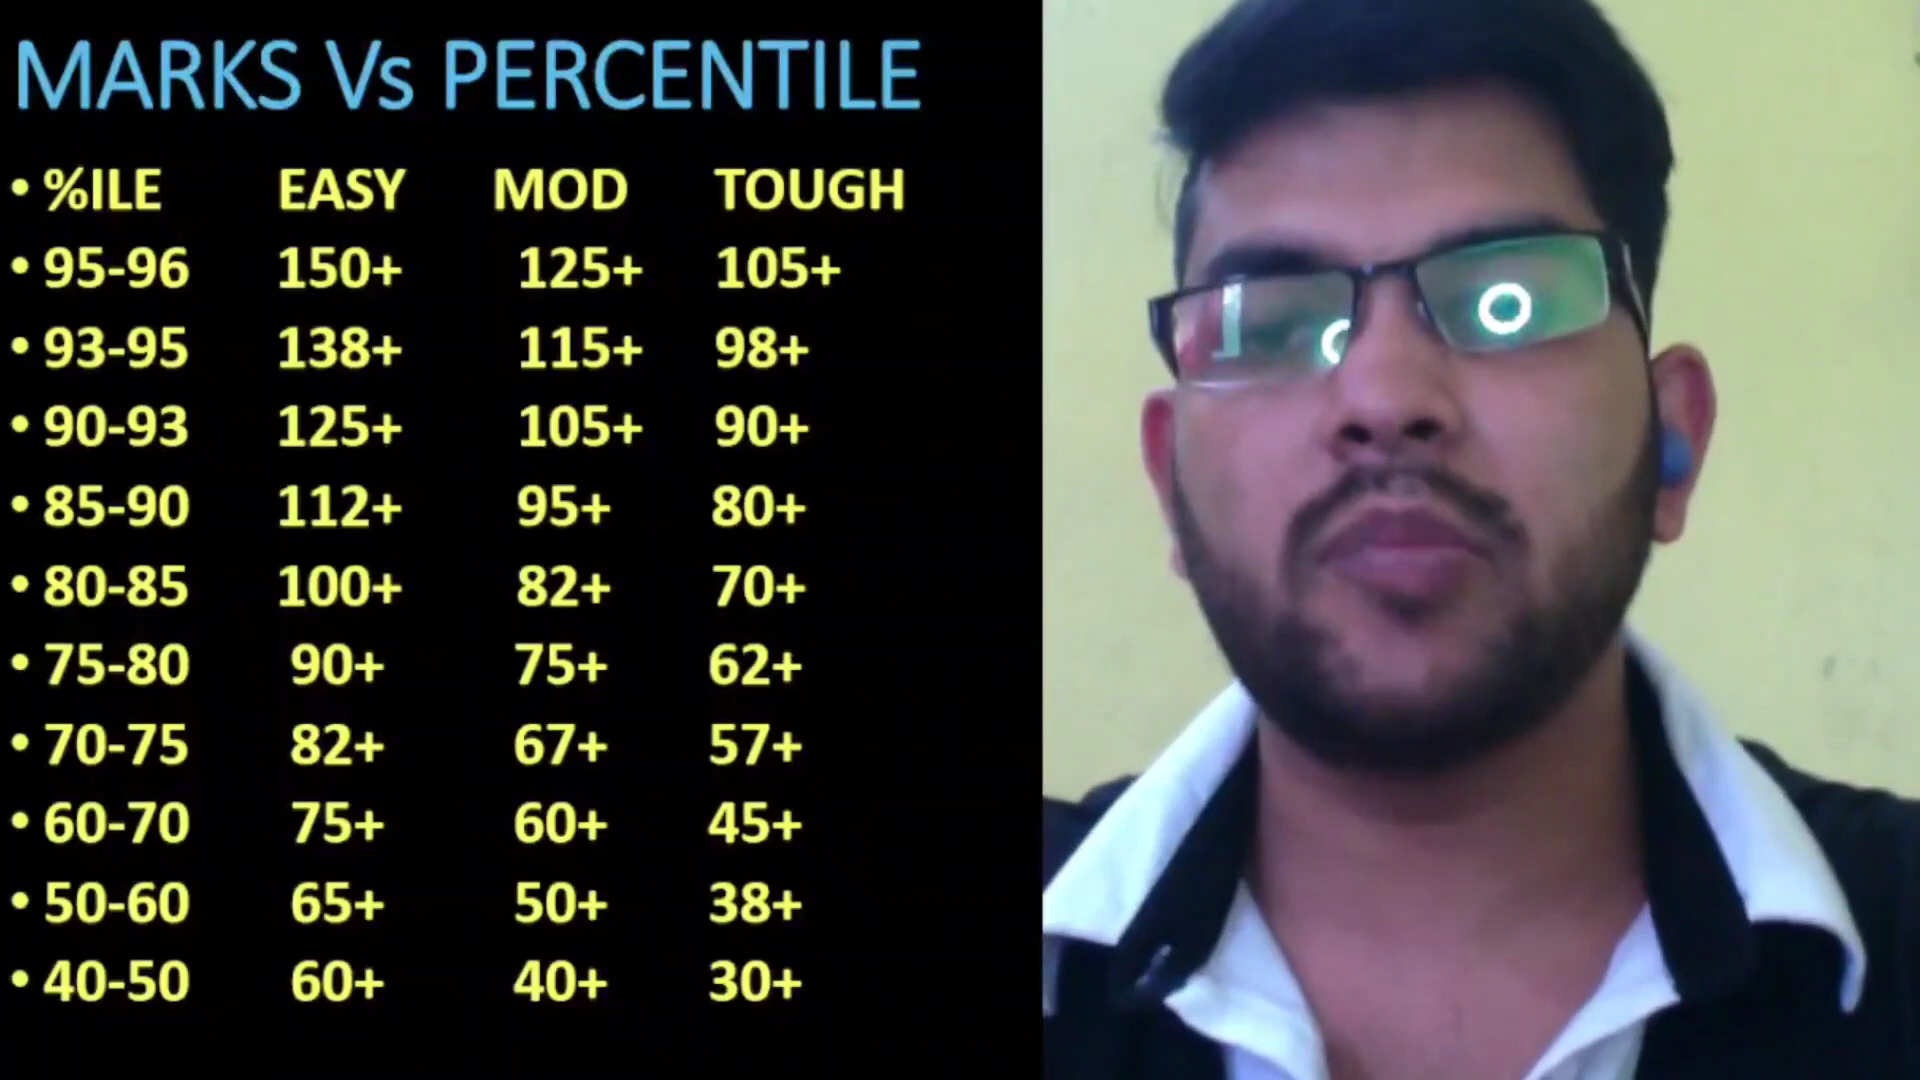 MARKS Vs PERCENTILE
• %ILE EASY MOD TOUGH
• 95-96 150+ 125+ 105+
• 93-95 138+ 115+ 98+
• 90-93 125+ 105+ 90+
• 85-90 112+ 95+ 80+
• 80-85 100+ 82+ 70+
• 75-80 90+ 75+ 62+
• 70-75 82+ 67+ 57+
• 60-70 75+ 60+ 45+
• 50-60 65+ 50+ 38+
• 40-50 60+ 40+ 30+